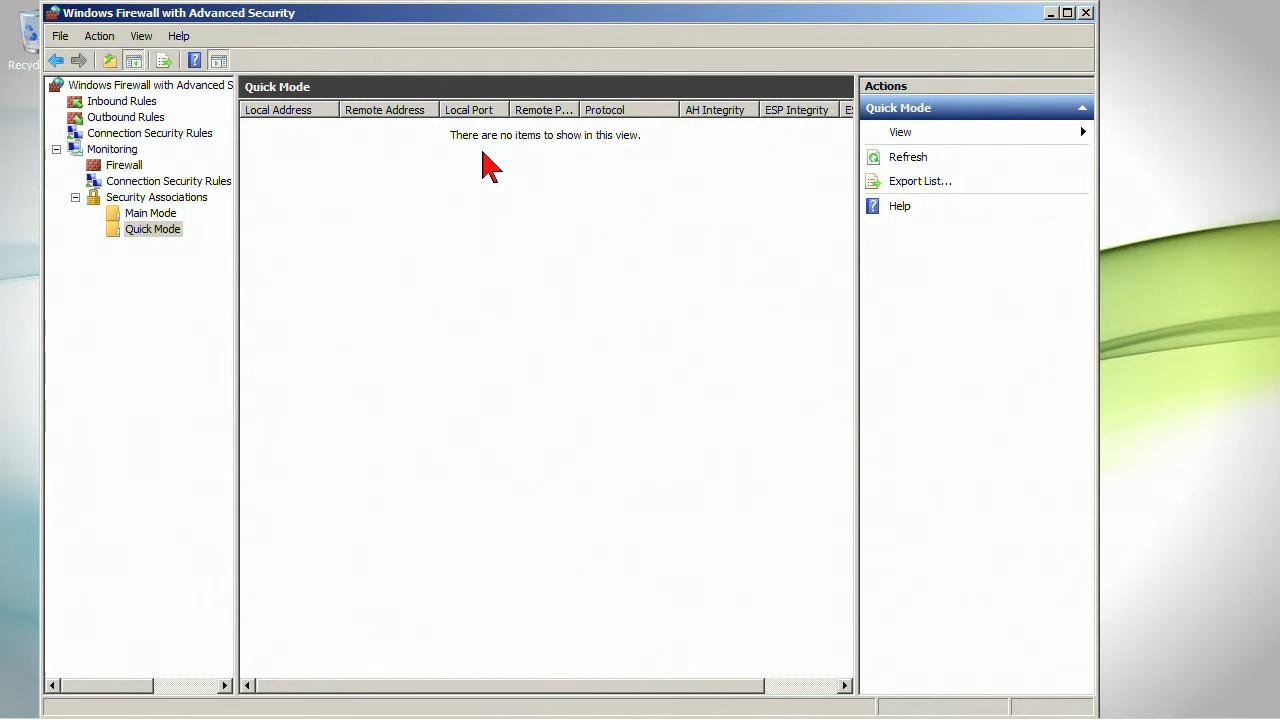 Windows Firewall with Advanced Security
File Action View Help
Recyc
Windows Firewall with Advanced S
Inbound Rules
Outbound Rules
Connection Security Rules
Monitoring
Firewall
Connection Security Rules
Security Associations
Main Mode
Quick Mode
Quick Mode
Local Address Remote Address Local Port Remote P... Protocol AH Integrity ESP Integrity ES
There are no items to show in this view.
Actions
Quick Mode
View
Refresh
Export List...
Help